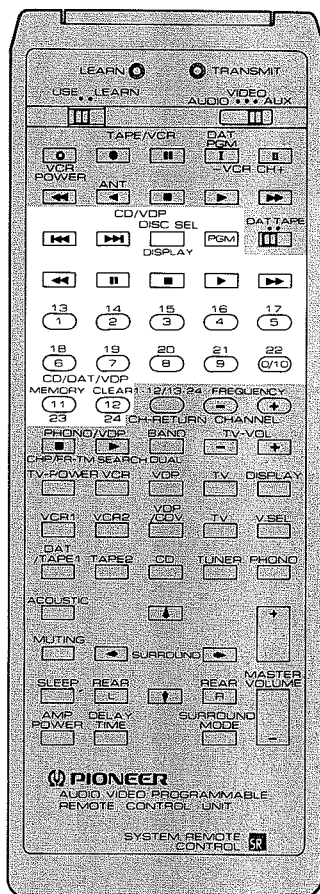 LEARN TRANSMIT
USE LEARN VIDEO
AUDIO AUX
TAPE/VCR DAT
PGM
I II
VCR POWER −VCR CH+
ANT
CD/VDP
DISC SEL
PGM DAT TAPE
DISPLAY
13 14 15 16 17
1 2 3 4 5
18 19 20 21 22
6 7 8 9 0/10
CD/DAT/VDP
MEMORY CLEAR 1-12/13-24 FREQUENCY
11 12 − +
23 24 CH-RETURN CHANNEL
PHONO/VDP BAND TV-VOL
− +
CHP/FR-TM SEARCH DUAL
TV-POWER VCR VDP TV DISPLAY
VCR1 VCR2 VDP/CDV TV V.SEL
DAT/TAPE1 TAPE2 CD TUNER PHONO
ACOUSTIC +
MUTING SURROUND
MASTER VOLUME
SLEEP REAR REAR
L R
AMP POWER DELAY TIME SURROUND MODE −
PIONEER
AUDIO VIDEO PROGRAMMABLE
REMOTE CONTROL UNIT
SYSTEM REMOTE
CONTROL SR